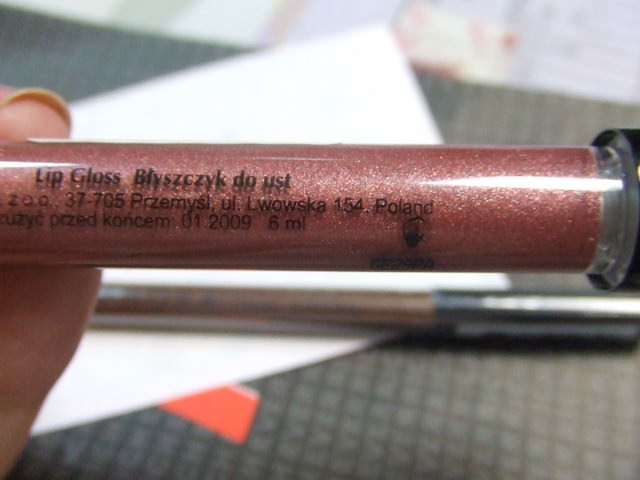 Lip Gloss Błyszczyk do ust
z o.o. 37-705 Przemyśl, ul. Lwowska 154, Poland
zużyć przed końcem: 01 2009 6 ml